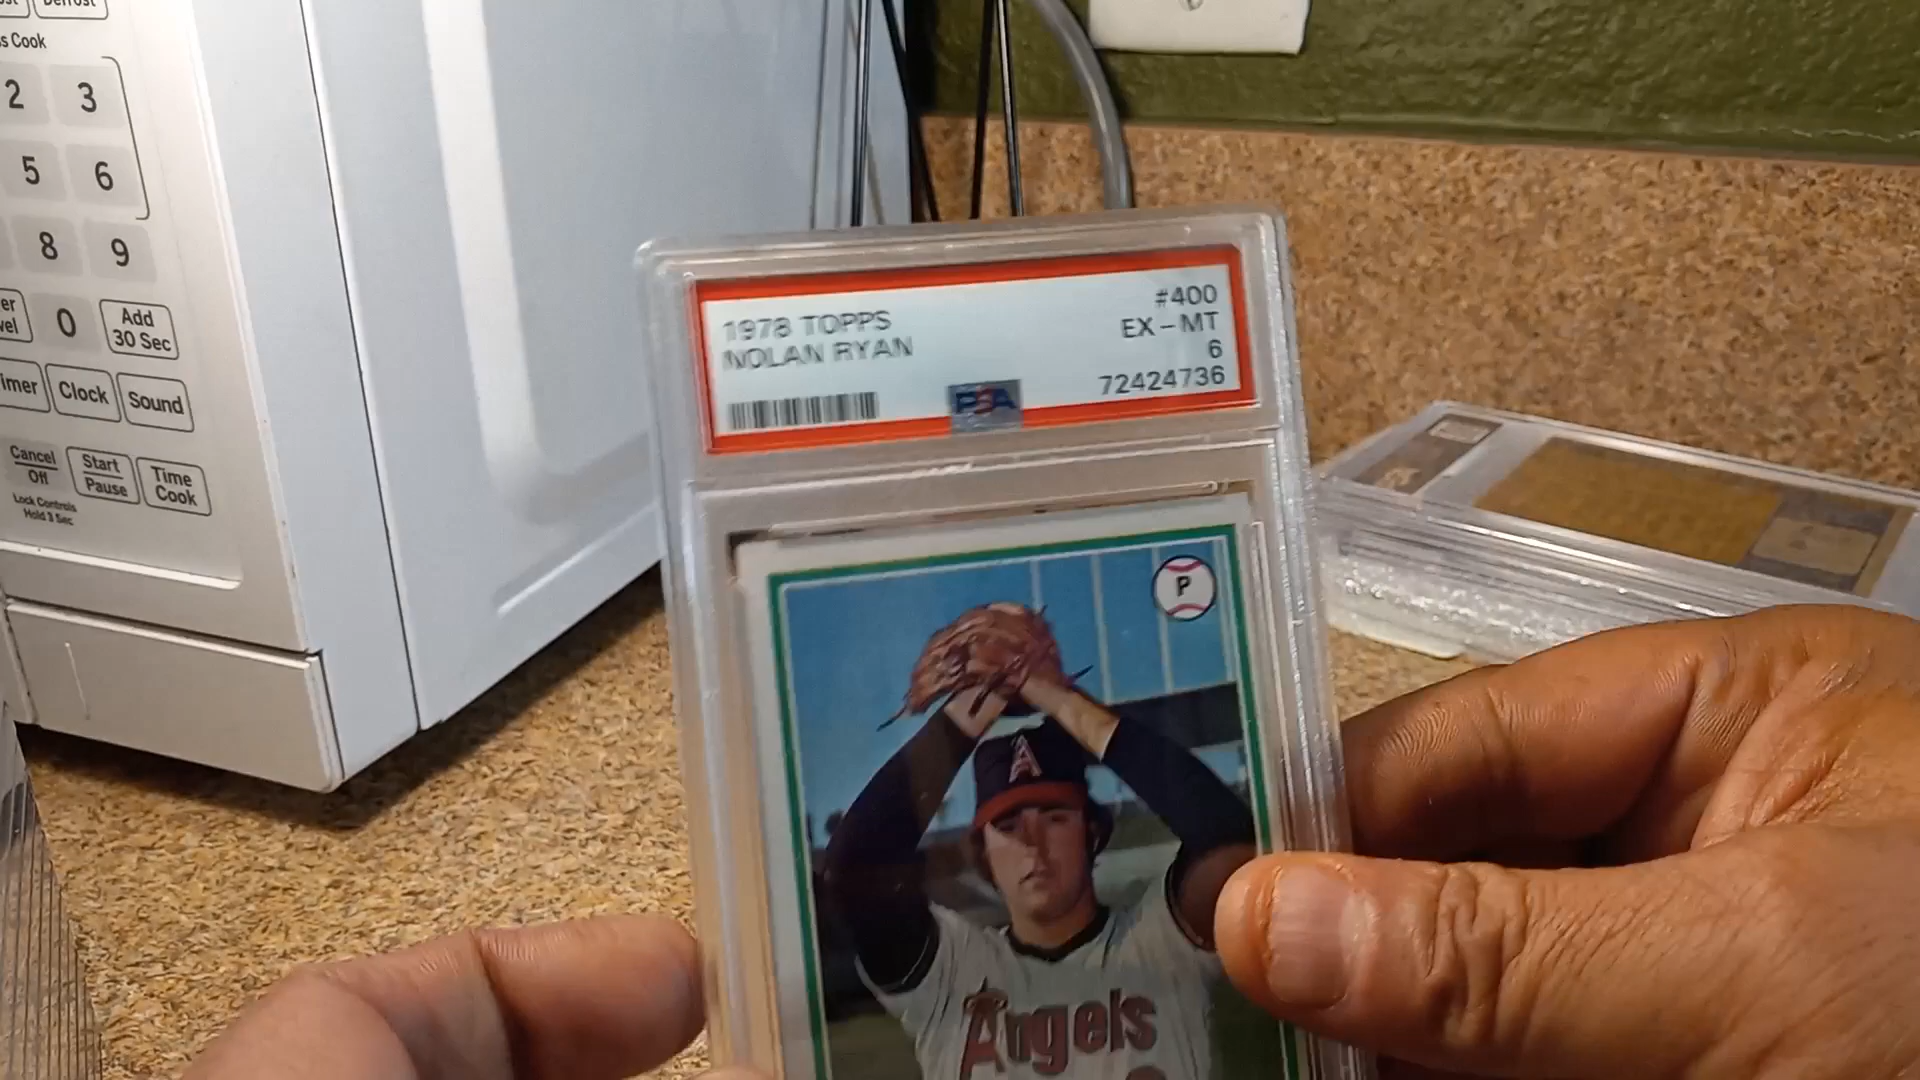 Defrost
s Cook
2 3
5 6
8 9
0
Add
30 Sec
Clock
Sound
Cancel
Off
Start
Pause
Time
Cook
Lock Controls
Hold 3 Sec
1978 TOPPS
NOLAN RYAN
#400
EX-MT
6
72424736
PSA
P
A
Angels